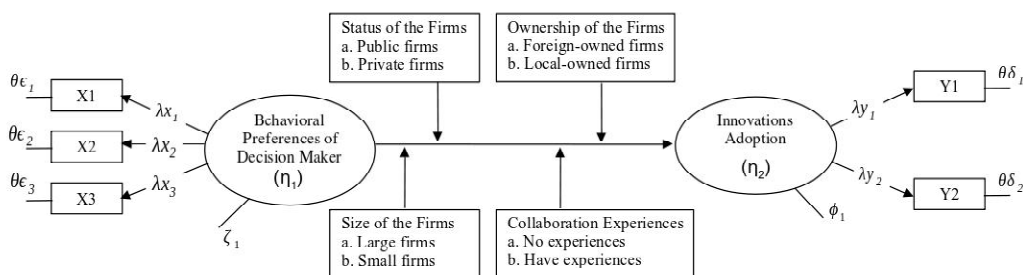 Status of the Firms
a. Public firms
b. Private firms
Ownership of the Firms
a. Foreign-owned firms
b. Local-owned firms
θϵ1
X1
λx1
θϵ2
X2
λx2
θϵ3
X3
λx3
Behavioral
Preferences of
Decision Maker
(η1)
ζ1
Innovations
Adoption
(η2)
ϕ1
λy1
Y1
θδ1
λy2
Y2
θδ2
Size of the Firms
a. Large firms
b. Small firms
Collaboration Experiences
a. No experiences
b. Have experiences